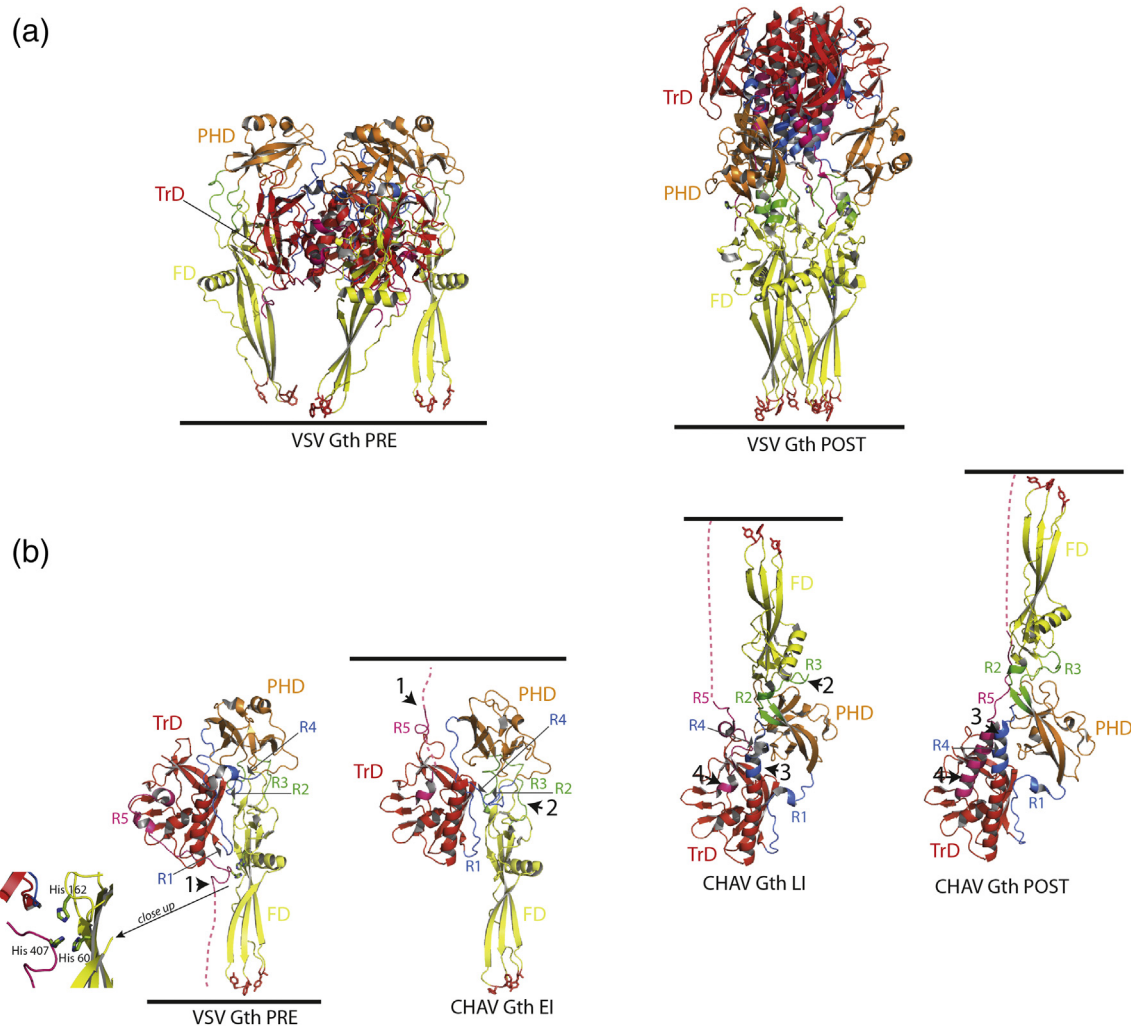 (a)
PHD
TrD
FD
VSV Gth PRE
TrD
PHD
FD
VSV Gth POST
(b)
PHD
TrD
R4
R3
R2
R5
R1
1
FD
close up
His 162
His 407
His 60
VSV Gth PRE
1
R5
PHD
R4
TrD
R3
R2
2
CHAV Gth EI
FD
R3
2
R2
R5
R4
PHD
3
4
R1
TrD
CHAV Gth LI
FD
R2
R3
R5
3
PHD
R4
4
R1
TrD
CHAV Gth POST